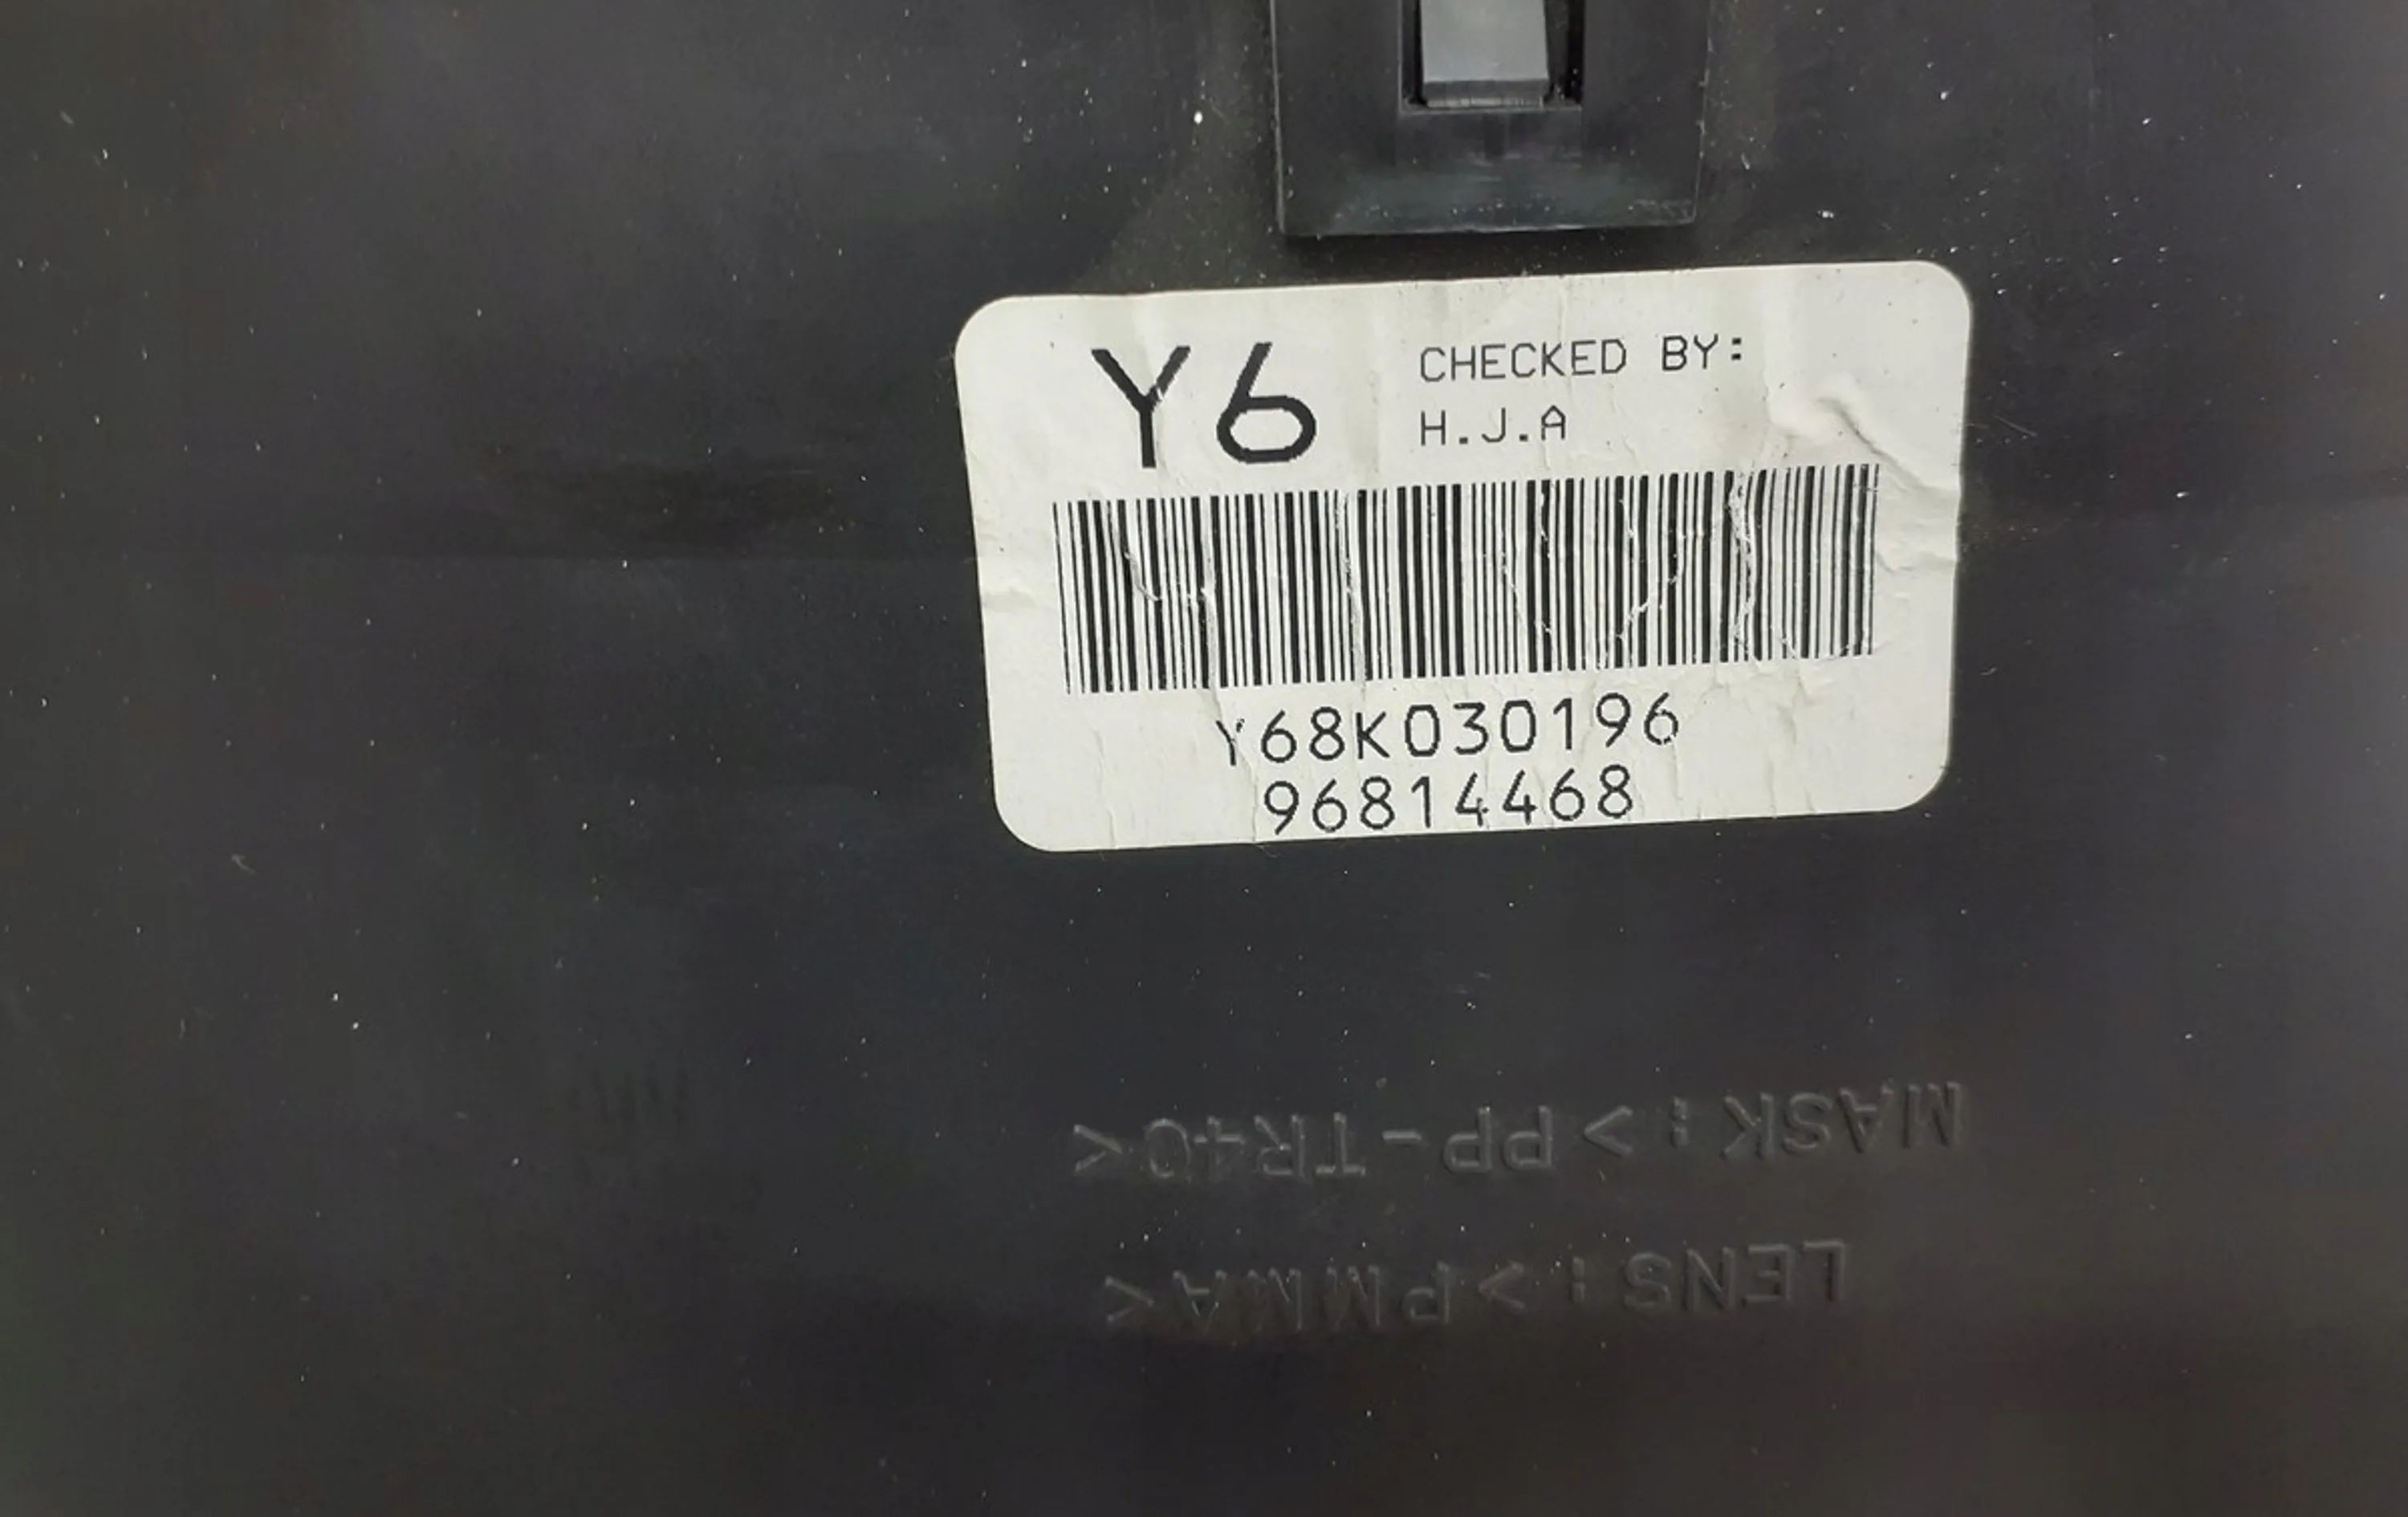 Y6
CHECKED BY:
H.J.A
Y68K030196
96814468
MASK:>PP-TR40<
LENS:>PMMA<